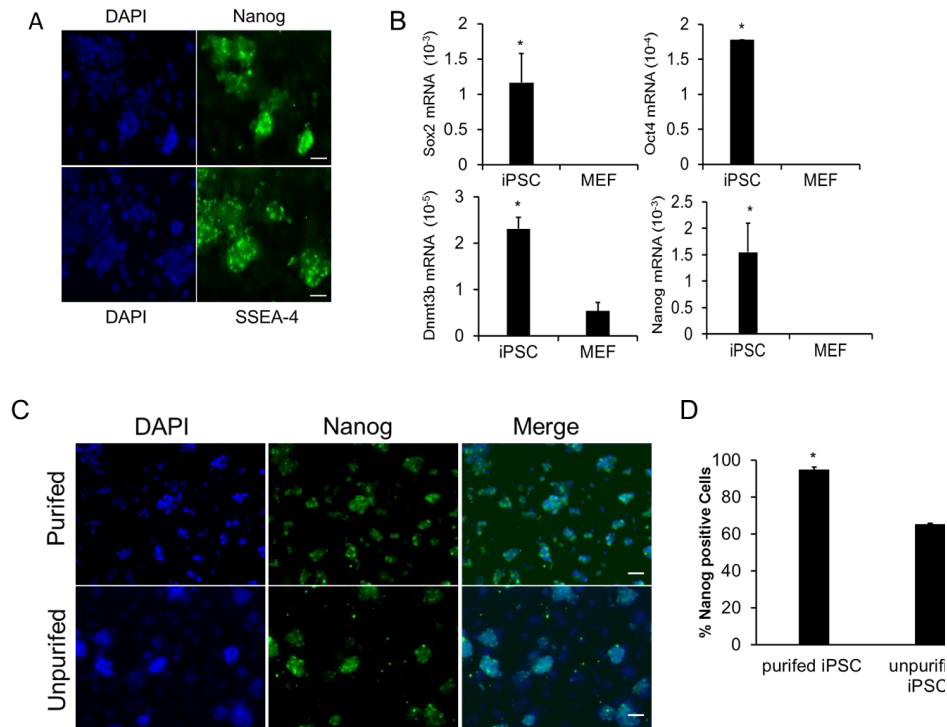 A
DAPI
Nanog
DAPI
SSEA-4
B
Sox2 mRNA (10-3)
2
1.5
1
0.5
0
*
iPSC
MEF
Oct4 mRNA (10-4)
2
1.5
1
0.5
0
*
iPSC
MEF
Dnmt3b mRNA (10-5)
3
2
1
0
*
iPSC
MEF
Nanog mRNA (10-3)
2.5
1.5
1
0.5
0
*
iPSC
MEF
C
DAPI
Nanog
Merge
Purifed
Unpurifed
D
% Nanog positive Cells
100
80
60
40
20
0
*
purifed iPSC
iPSC